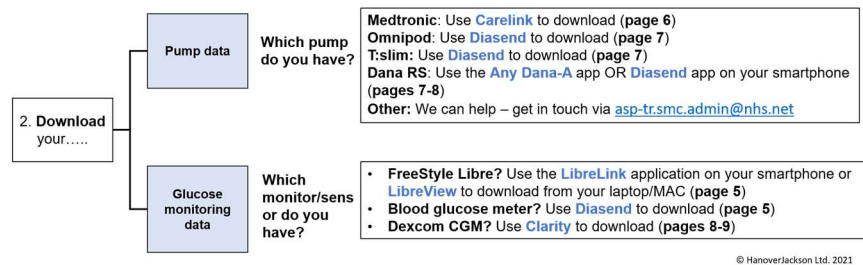 2. Download
your.....
Pump data
Which pump
do you have?
Medtronic: Use Carelink to download (page 6)
Omnipod: Use Diasend to download (page 7)
T:slim: Use Diasend to download (page 7)
Dana RS: Use the Any Dana-A app OR Diasend app on your smartphone
(pages 7-8)
Other: We can help – get in touch via asp-tr.smc.admin@nhs.net
Glucose
monitoring
data
Which
monitor/sens
or do you
have?
• FreeStyle Libre? Use the LibreLink application on your smartphone or
LibreView to download from your laptop/MAC (page 5)
• Blood glucose meter? Use Diasend to download (page 5)
• Dexcom CGM? Use Clarity to download (pages 8-9)
© HanoverJackson Ltd. 2021